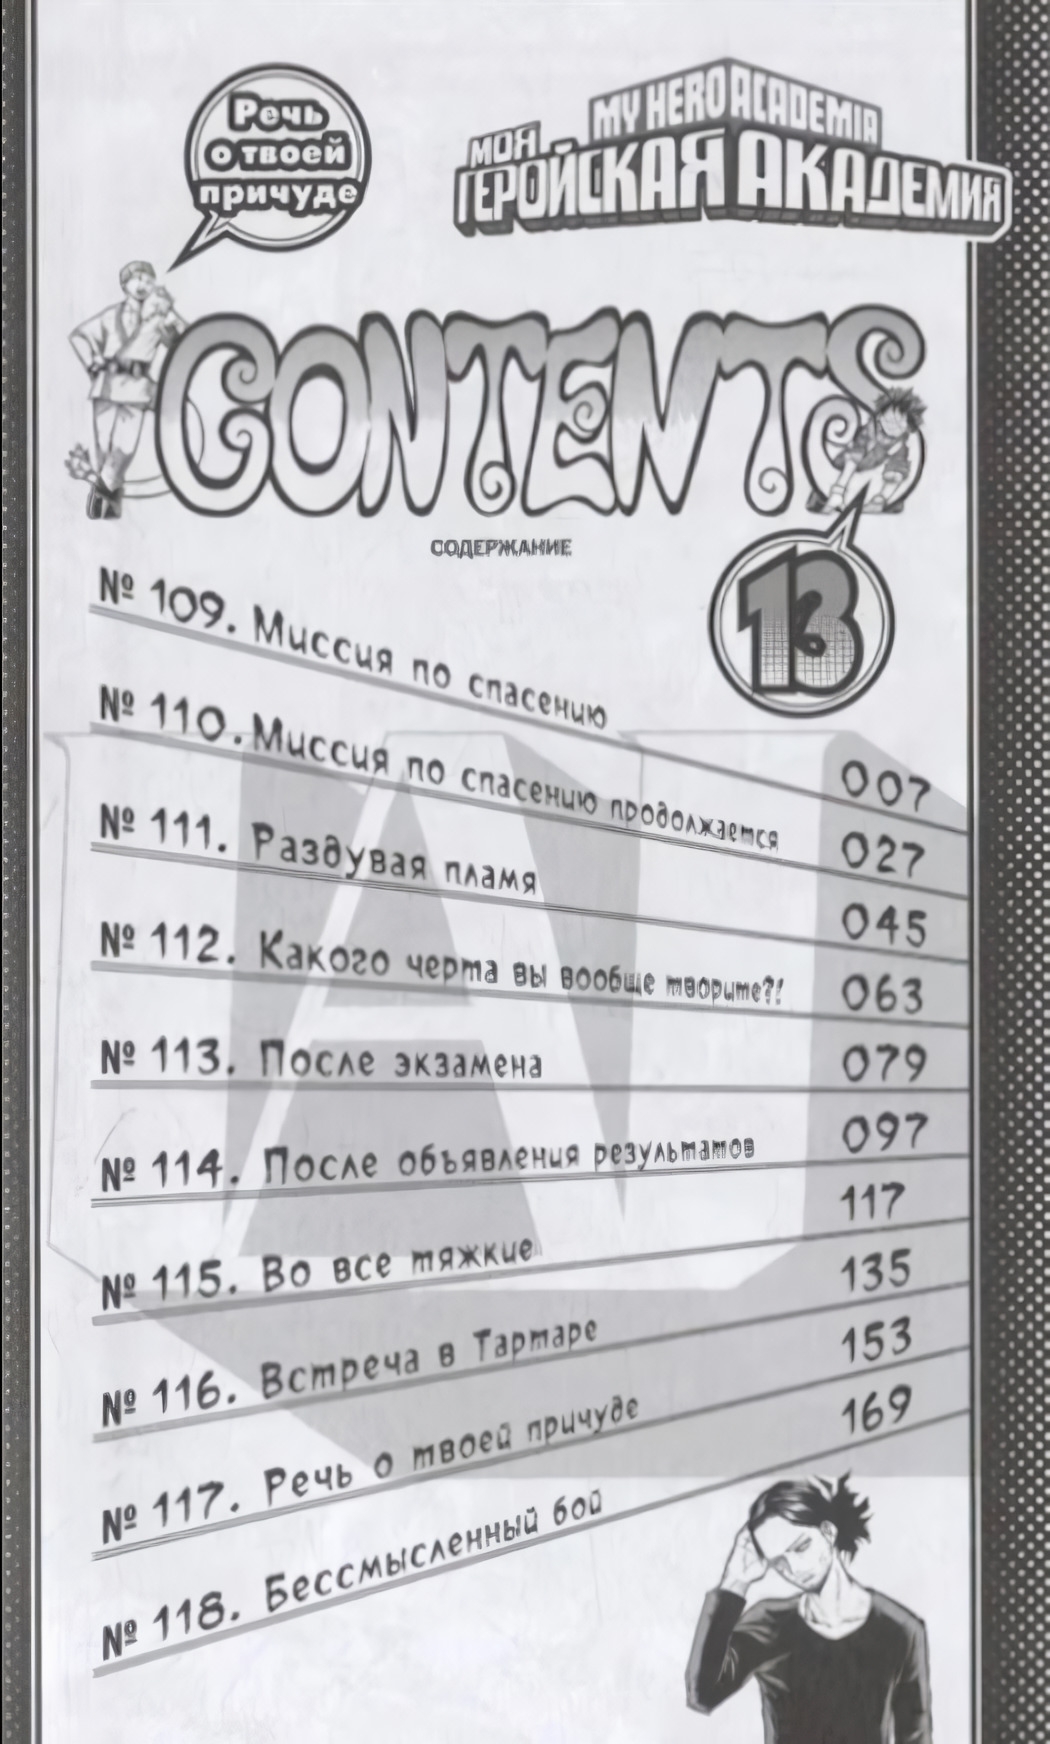 Речь
о твоей
причуде
MY HERO ACADEMIA
МОЯ
ГЕРОЙСКАЯ АКАДЕМИЯ
CONTENTS
СОДЕРЖАНИЕ
13
№ 109. Миссия по спасению 007
№ 110. Миссия по спасению продолжается 027
№ 111. Раздувая пламя 045
№ 112. Какого черта вы вообще творите?! 063
№ 113. После экзамена 079
№ 114. После объявления результатов 097
№ 115. Во все тяжкие 117
№ 116. Встреча в Тартаре 135
№ 117. Речь о твоей причуде 153
№ 118. Бессмысленный бой 169